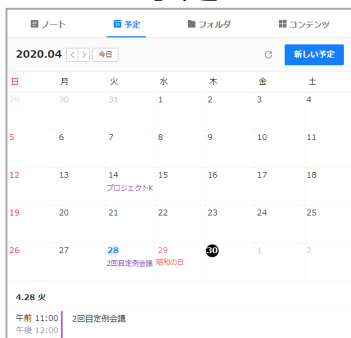 ノート 予定 フォルダ コンテンツ
2020.04 < > 今日 新しい予定
日 月 火 水 木 金 土
29 30 31 1 2 3 4
5 6 7 8 9 10 11
12 13 14 15 16 17 18
プロジェクトK
19 20 21 22 23 24 25
26 27 28 29 30 1 2
2回目定例会議 昭和の日
4.28 火
午前 11:00 2回目定例会議
午後 12:00